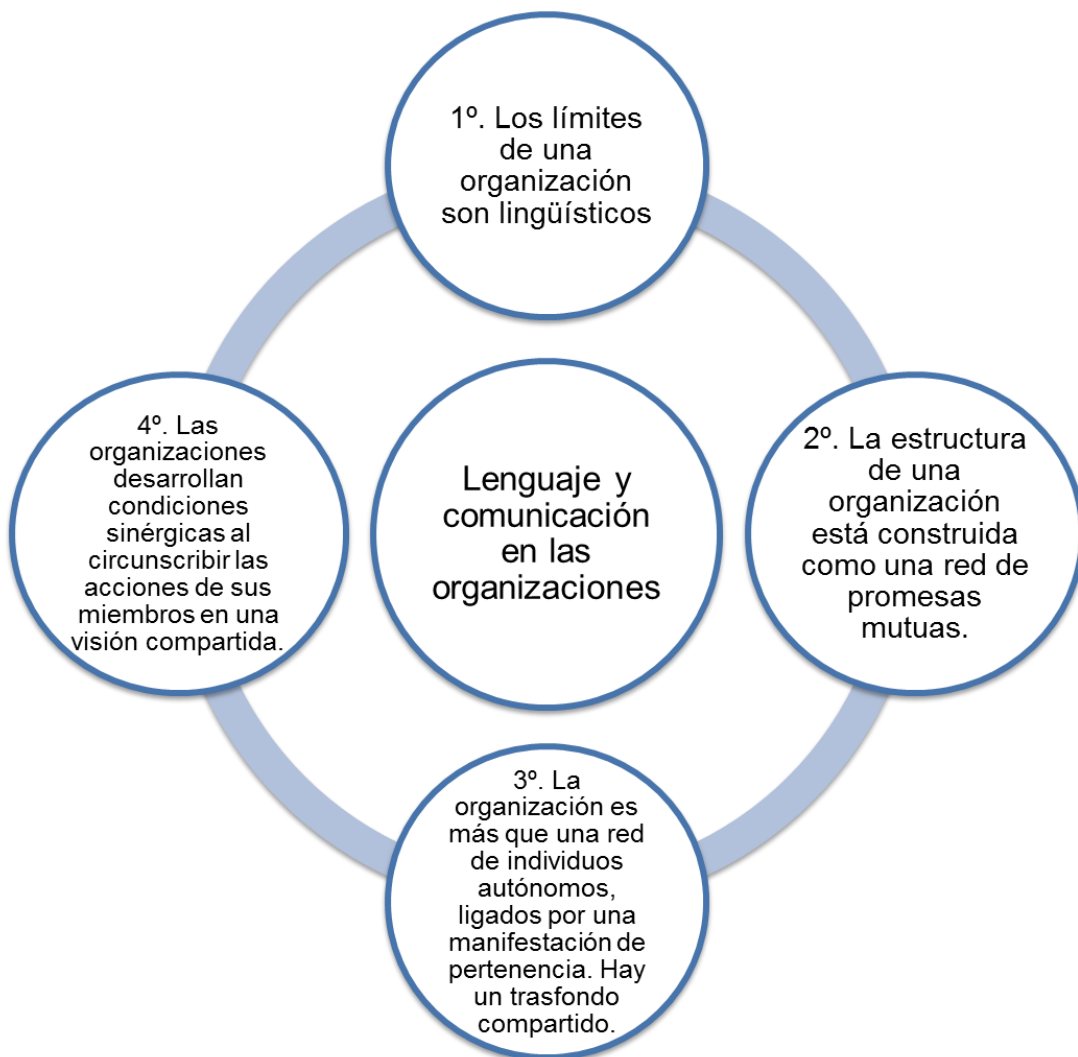 1º. Los límites
de una
organización
son lingüísticos
4º. Las
organizaciones
desarrollan
condiciones
sinérgicas al
circunscribir las
acciones de sus
miembros en una
visión compartida.
Lenguaje y
comunicación
en las
organizaciones
2º. La estructura
de una
organización
está construida
como una red de
promesas
mutuas.
3º. La
organización es
más que una red
de individuos
autónomos,
ligados por una
manifestación de
pertenencia. Hay
un trasfondo
compartido.